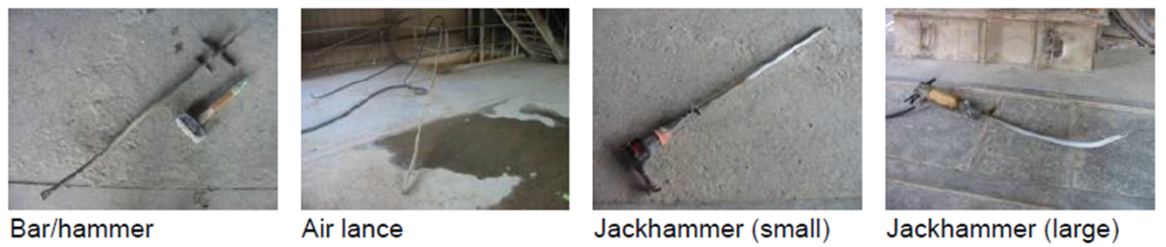 Bar/hammer
Air lance
Jackhammer (small)
Jackhammer (large)